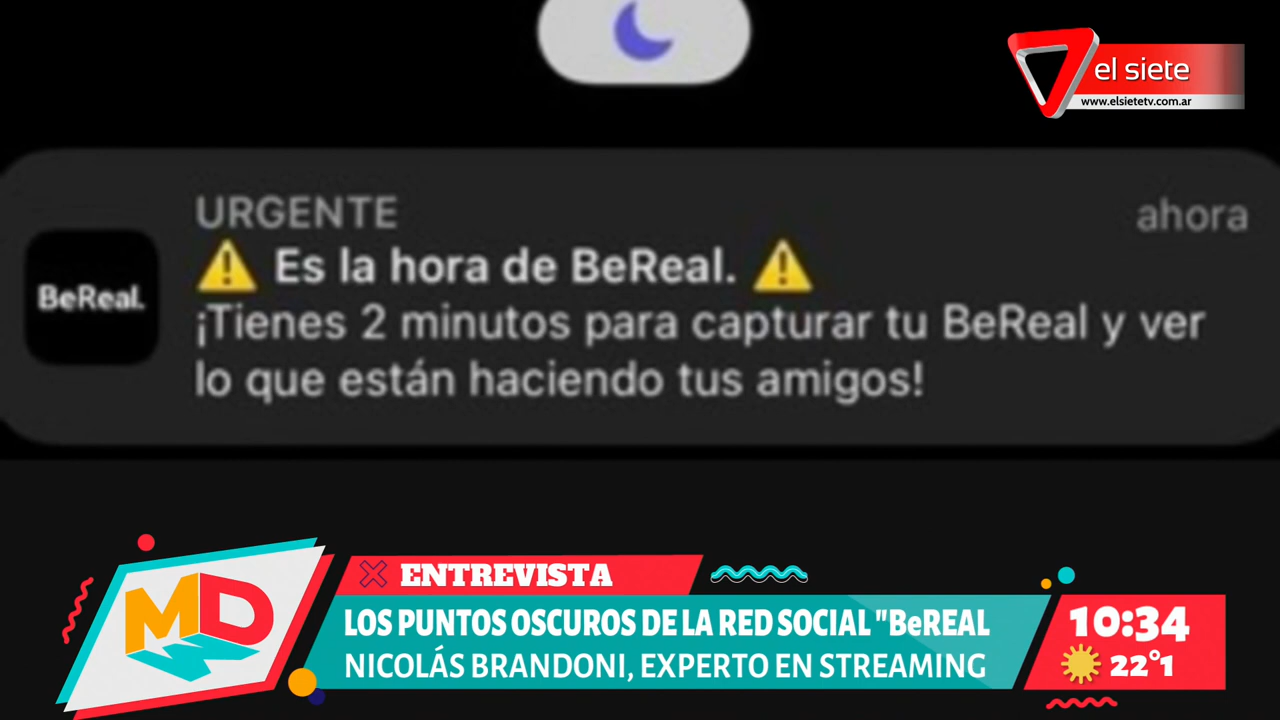 el siete
www.elsietetv.com.ar
URGENTE
ahora
⚠️ Es la hora de BeReal. ⚠️
BeReal.
¡Tienes 2 minutos para capturar tu BeReal y ver
lo que están haciendo tus amigos!
MD
ENTREVISTA
LOS PUNTOS OSCUROS DE LA RED SOCIAL "BeREAL
NICOLÁS BRANDONI, EXPERTO EN STREAMING
10:34
22°1